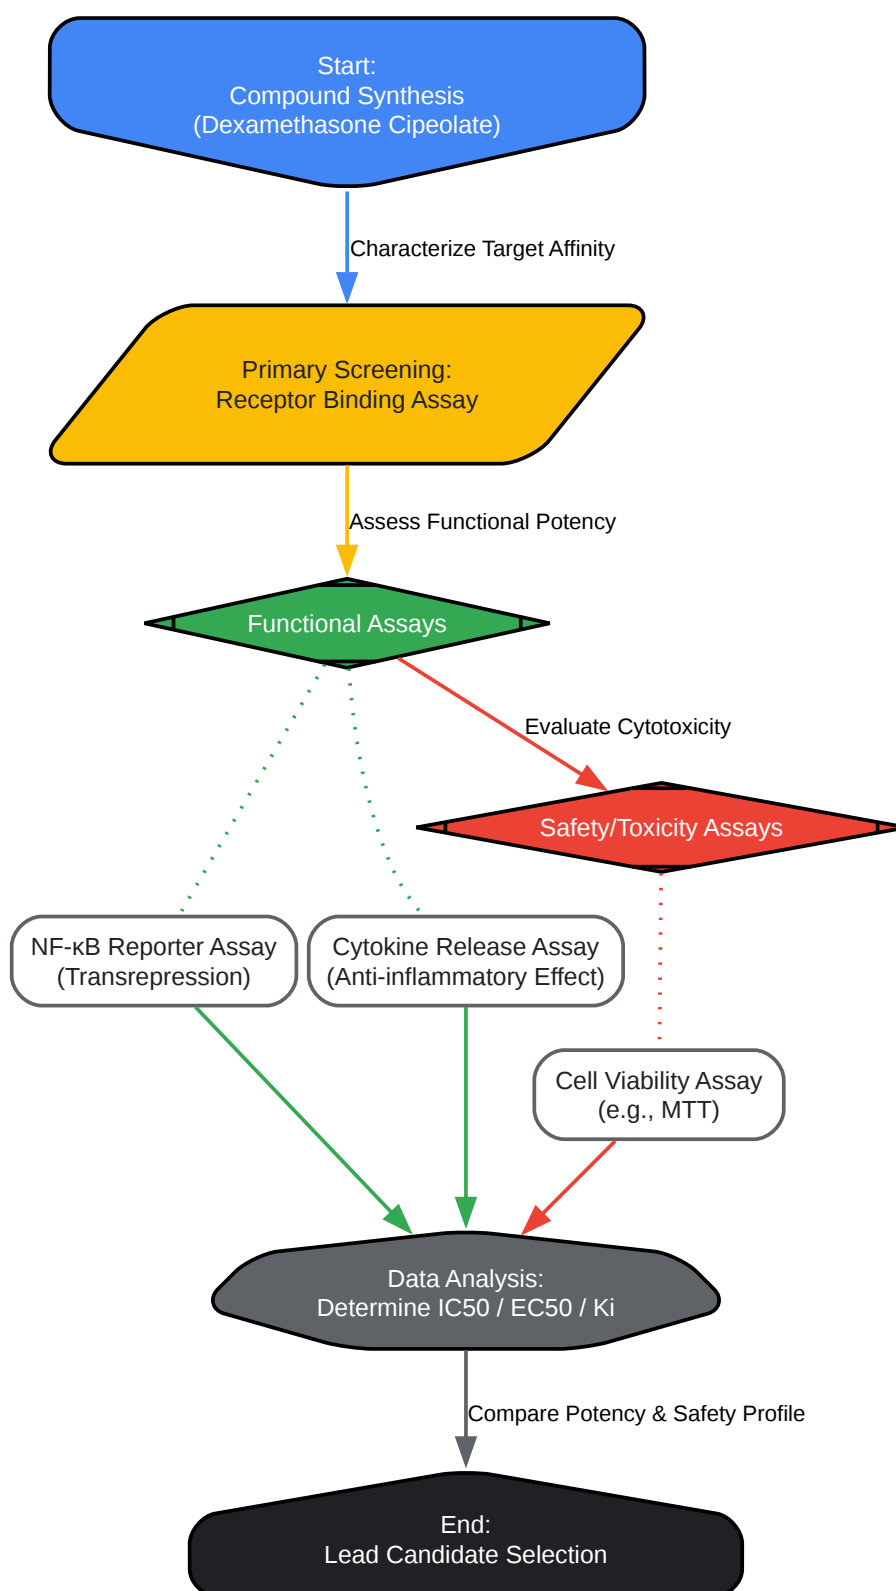 Start:
Compound Synthesis
(Dexamethasone Cipeolate)
Characterize Target Affinity
Primary Screening:
Receptor Binding Assay
Assess Functional Potency
Functional Assays
Evaluate Cytotoxicity
Safety/Toxicity Assays
NF-κB Reporter Assay
(Transrepression)
Cytokine Release Assay
(Anti-inflammatory Effect)
Cell Viability Assay
(e.g., MTT)
Data Analysis:
Determine IC50 / EC50 / Ki
Compare Potency & Safety Profile
End:
Lead Candidate Selection